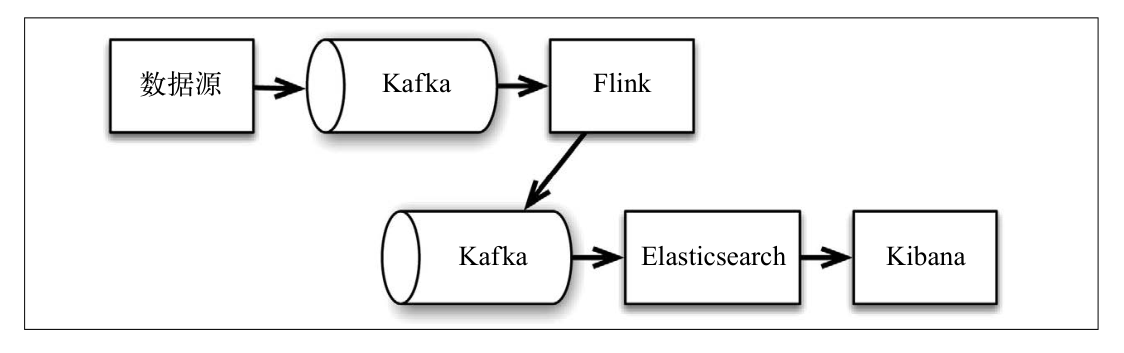 数据源
Kafka
Flink
Kafka
Elasticsearch
Kibana